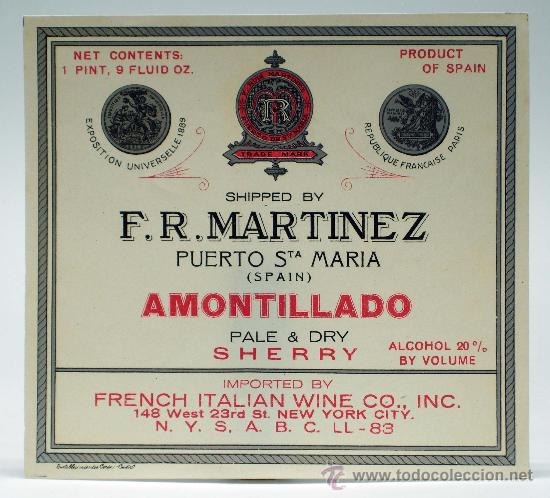 NET CONTENTS:
1 PINT, 9 FLUID OZ.
PRODUCT
OF SPAIN
EXPOSITION UNIVERSELLE 1889
R
TRADE MARK
REPUBLIQUE FRANCAISE PARIS
SHIPPED BY
F. R. MARTINEZ
PUERTO STA MARIA
(SPAIN)
AMONTILLADO
PALE & DRY
SHERRY
ALCOHOL 20%
BY VOLUME
IMPORTED BY
FRENCH ITALIAN WINE CO., INC.
148 West 23rd St. NEW YORK CITY.
N. Y. S. A. B. C. LL-83
todocoleccion.net